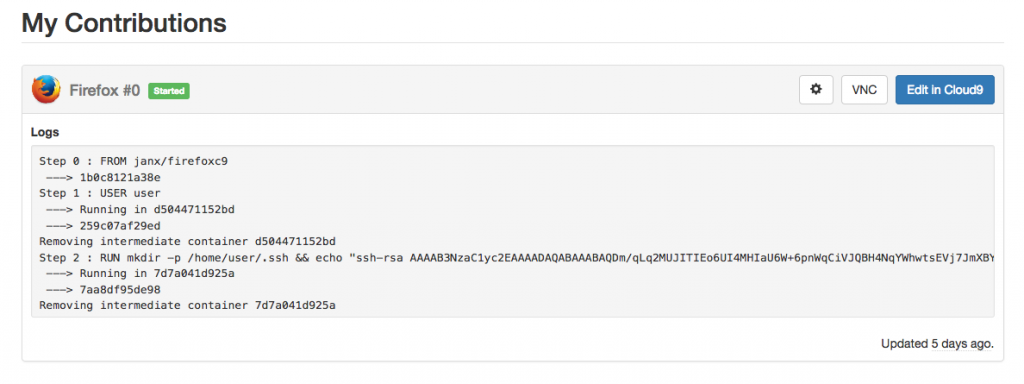 My Contributions
Firefox #0 Started VNC Edit in Cloud9
Logs
Step 0 : FROM janx/firefoxc9
---> 1b0c8121a38e
Step 1 : USER user
---> Running in d504471152bd
---> 259c07af29ed
Removing intermediate container d504471152bd
Step 2 : RUN mkdir -p /home/user/.ssh && echo "ssh-rsa AAAAB3NzaC1yc2EAAAADAQABAAABAQDm/qLq2MUJITIEo6UI4MHIaU6W+6pnWqCiVJQBH4NqYWhwtsEVj7JmXBY
---> Running in 7d7a041d925a
---> 7aa8df95de98
Removing intermediate container 7d7a041d925a
Updated 5 days ago.